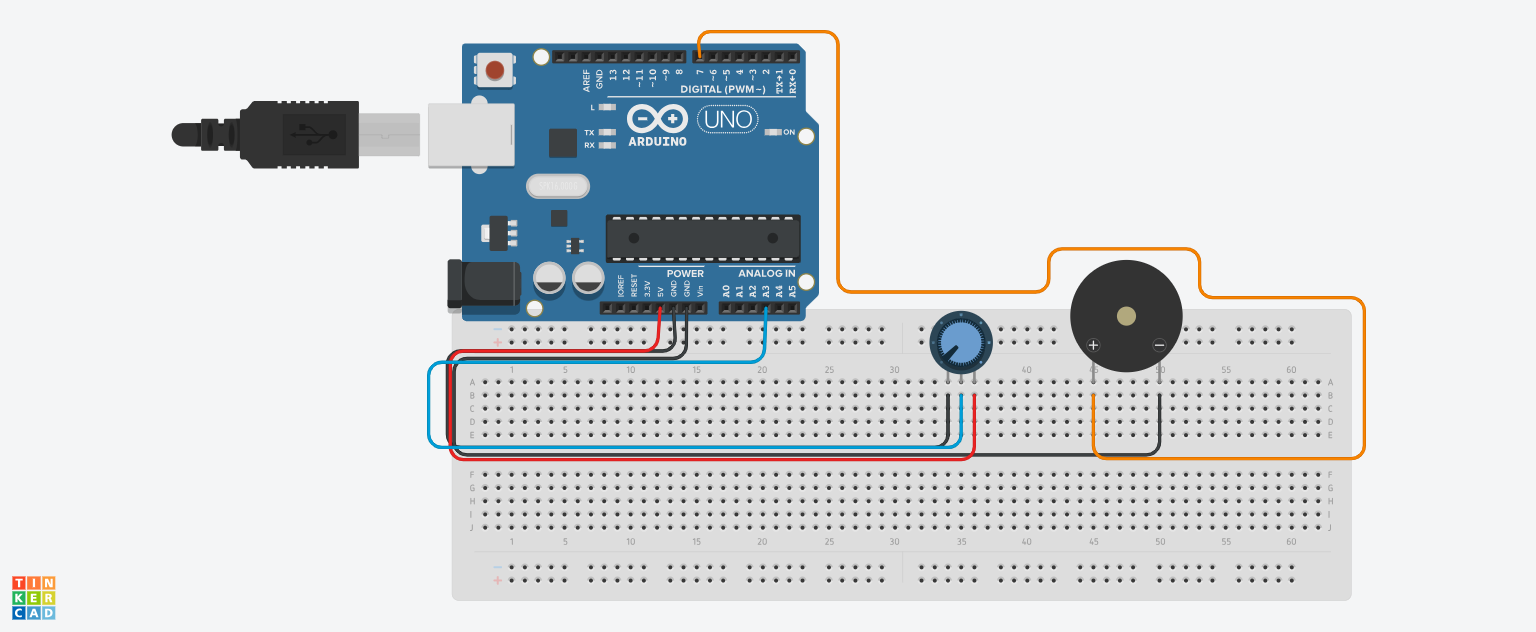 AREF GND 13 12 ~11 ~10 ~9 8 7 ~6 ~5 4 ~3 2 TX→1 RX←0
DIGITAL (PWM~)
L
TX
RX
UNO
ON
ARDUINO
POWER ANALOG IN
IOREF RESET 3.3V 5V GND GND Vin A0 A1 A2 A3 A4 A5
− +
1 5 10 15 20 25 30 35 40 45 50 55 60
A A
B B
C C
D D
E E
F F
G G
H H
I I
J J
1 5 10 15 20 25 30 35 40 45 50 55 60
TIN
KER
CAD